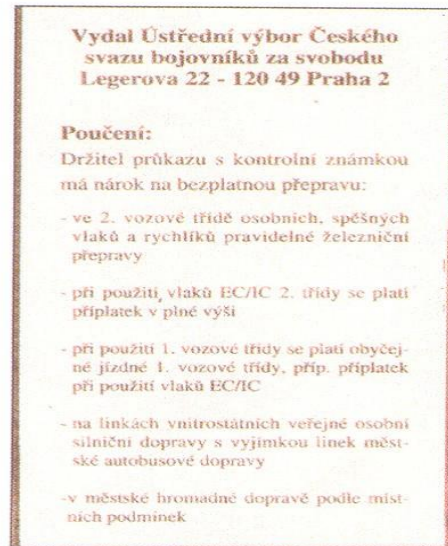 Vydal Ústřední výbor Českého
svazu bojovníků za svobodu
Legerova 22 - 120 49 Praha 2
Poučení:
Držitel průkazu s kontrolní známkou
má nárok na bezplatnou přepravu:
- ve 2. vozové třídě osobních, spěšných
vlaků a rychlíků pravidelné železniční
přepravy
- při použití vlaků EC/IC 2. třídy se platí
příplatek v plné výši
- při použití 1. vozové třídy se platí obyčej-
né jízdné 1. vozové třídy, příp. příplatek
při použití vlaků EC/IC
- na linkách vnitrostátních veřejné osobní
silniční dopravy s vyjímkou linek měst-
ské autobusové dopravy
-v městské hromadné dopravě podle míst-
ních podmínek